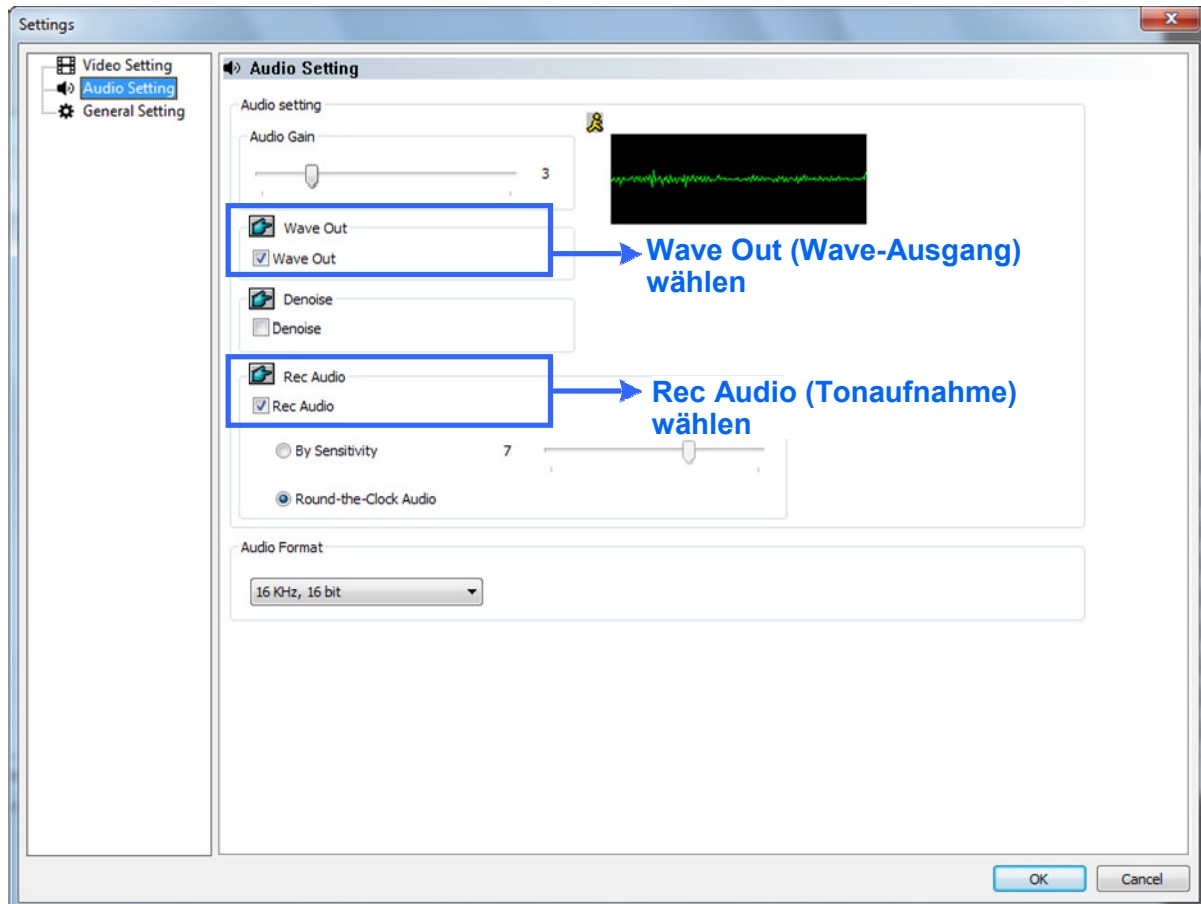 Settings
Video Setting
Audio Setting
General Setting
Audio Setting
Audio setting
Audio Gain
3
Wave Out
Wave Out
Wave Out (Wave-Ausgang)
wählen
Denoise
Denoise
Rec Audio
Rec Audio
Rec Audio (Tonaufnahme)
wählen
By Sensitivity 7
Round-the-Clock Audio
Audio Format
16 KHz, 16 bit
OK Cancel